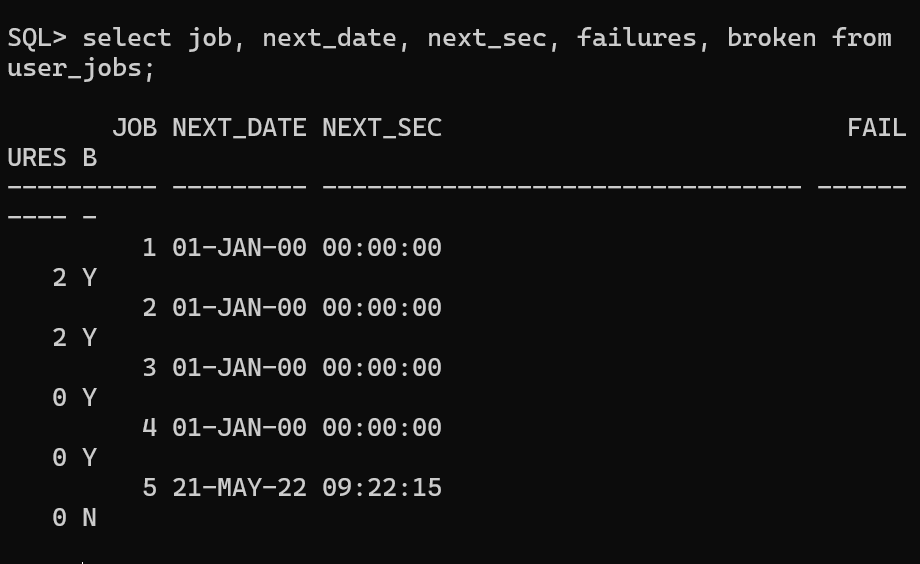 SQL> select job, next_date, next_sec, failures, broken from
user_jobs;
       JOB NEXT_DATE NEXT_SEC                           FAIL
URES B
---------- --------- -------------------------------- ------
---- -
         1 01-JAN-00 00:00:00
   2 Y
         2 01-JAN-00 00:00:00
   2 Y
         3 01-JAN-00 00:00:00
   0 Y
         4 01-JAN-00 00:00:00
   0 Y
         5 21-MAY-22 09:22:15
   0 N